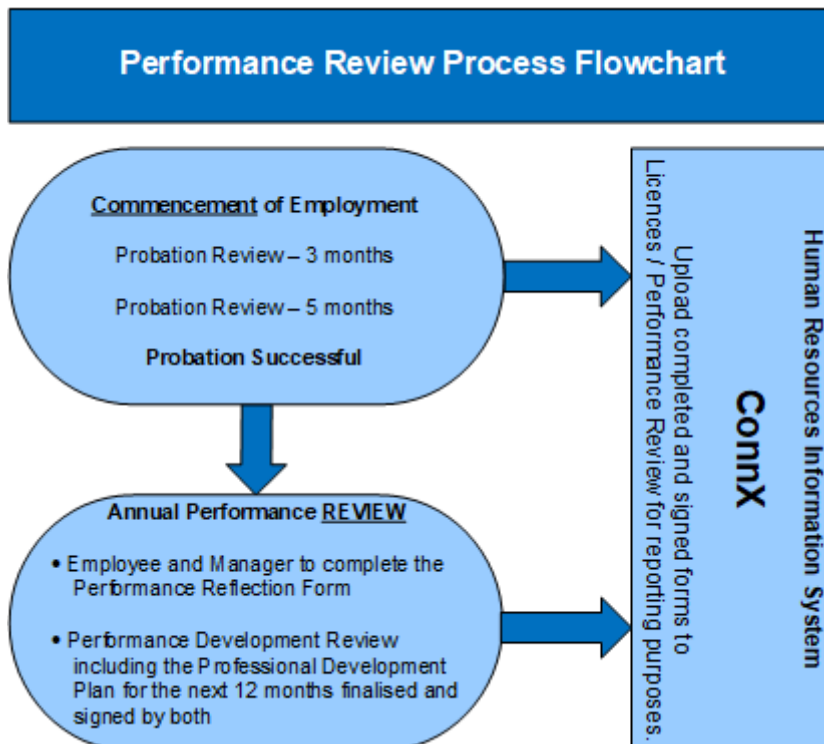 Performance Review Process Flowchart
Commencement of Employment
Probation Review – 3 months
Probation Review – 5 months
Probation Successful
Annual Performance REVIEW
• Employee and Manager to complete the
Performance Reflection Form
• Performance Development Review
including the Professional Development
Plan for the next 12 months finalised and
signed by both
Human Resources Information System
ConnX
Upload completed and signed forms to
Licences / Performance Review for reporting purposes.